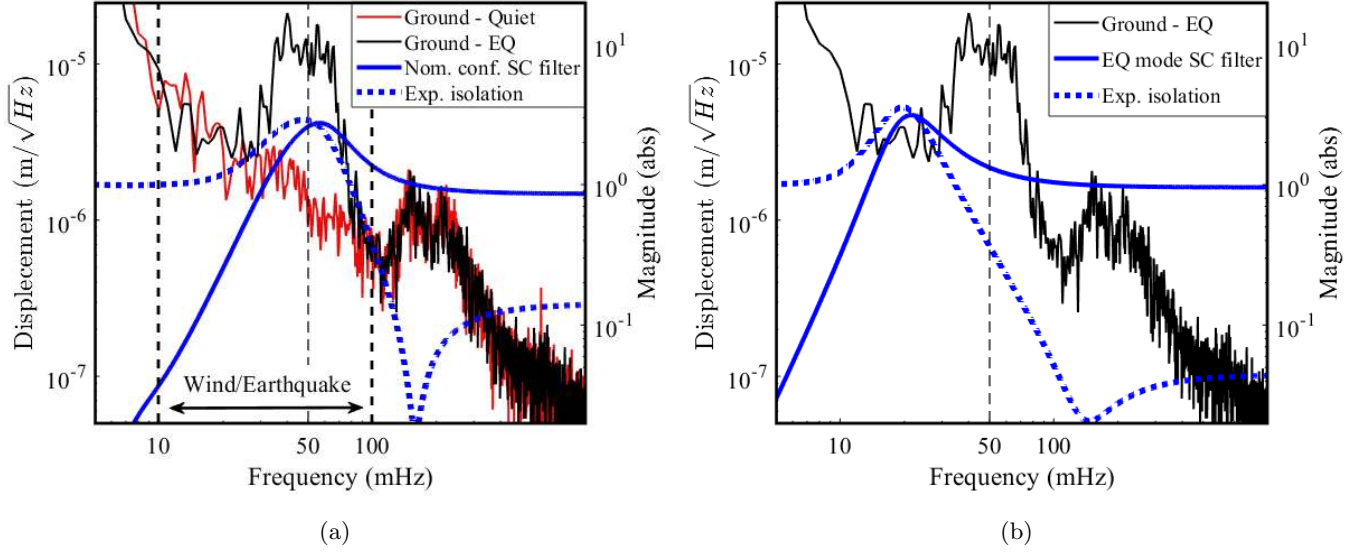 Ground - Quiet
Ground - EQ
Nom. conf. SC filter
Exp. isolation
10^-5
10^-6
10^-7
10^1
10^0
10^-1
Displecement (m/√Hz)
Magnitude (abs)
Wind/Earthquake
10 50 100
Frequency (mHz)
(a)
Ground - EQ
EQ mode SC filter
Exp. isolation
10^-5
10^-6
10^-7
10^1
10^0
10^-1
Displecement (m/√Hz)
Magnitude (abs)
10 50 100
Frequency (mHz)
(b)